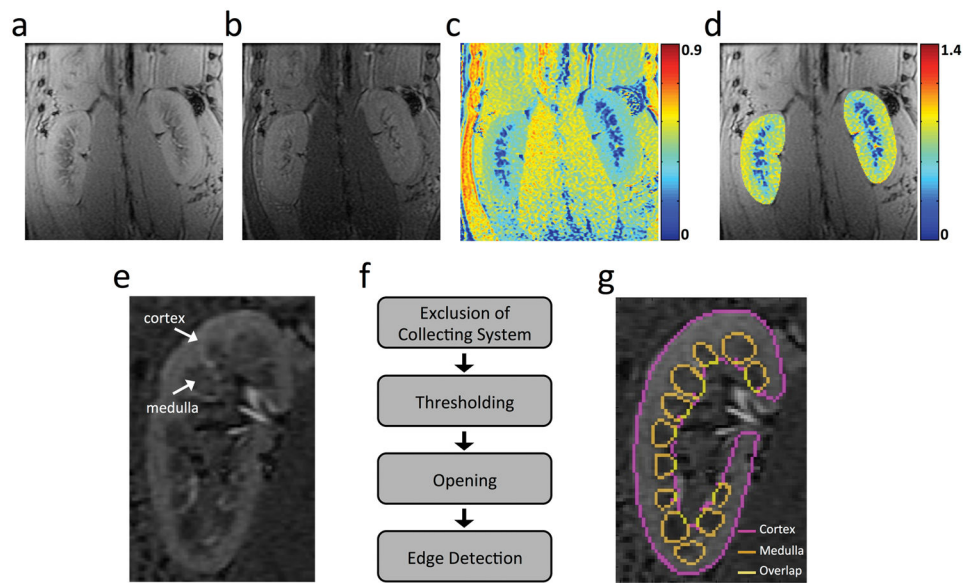 a
b
c
d
0.9
0
1.4
0
e
f
g
cortex
medulla
Exclusion of
Collecting System
Thresholding
Opening
Edge Detection
Cortex
Medulla
Overlap